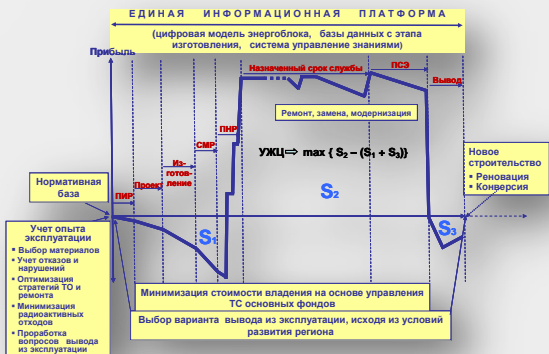 ЕДИНАЯ ИНФОРМАЦИОННАЯ ПЛАТФОРМА
(цифровая модель энергоблока, базы данных с этапа
изготовления, система управление знаниями)
Прибыль
Назначенный срок службы
ПСЭ
Вывод
Ремонт, замена, модернизация
ПНР
СМР
Из-
готов-
ление
Проект
ПИР
УЖЦ⇨ max { S₂ – (S₁ + S₃)}
Нормативная
база
Новое
строительство
▪ Реновация
▪ Конверсия
S₁
S₂
S₃
Учет опыта
эксплуатации
▪ Выбор материалов
▪ Учет отказов и
нарушений
▪ Оптимизация
стратегий ТО и
ремонта
▪ Минимизация
радиоактивных
отходов
▪ Проработка
вопросов вывода
из эксплуатации
Минимизация стоимости владения на основе управления
ТС основных фондов
Выбор варианта вывода из эксплуатации, исходя из условий
развития региона